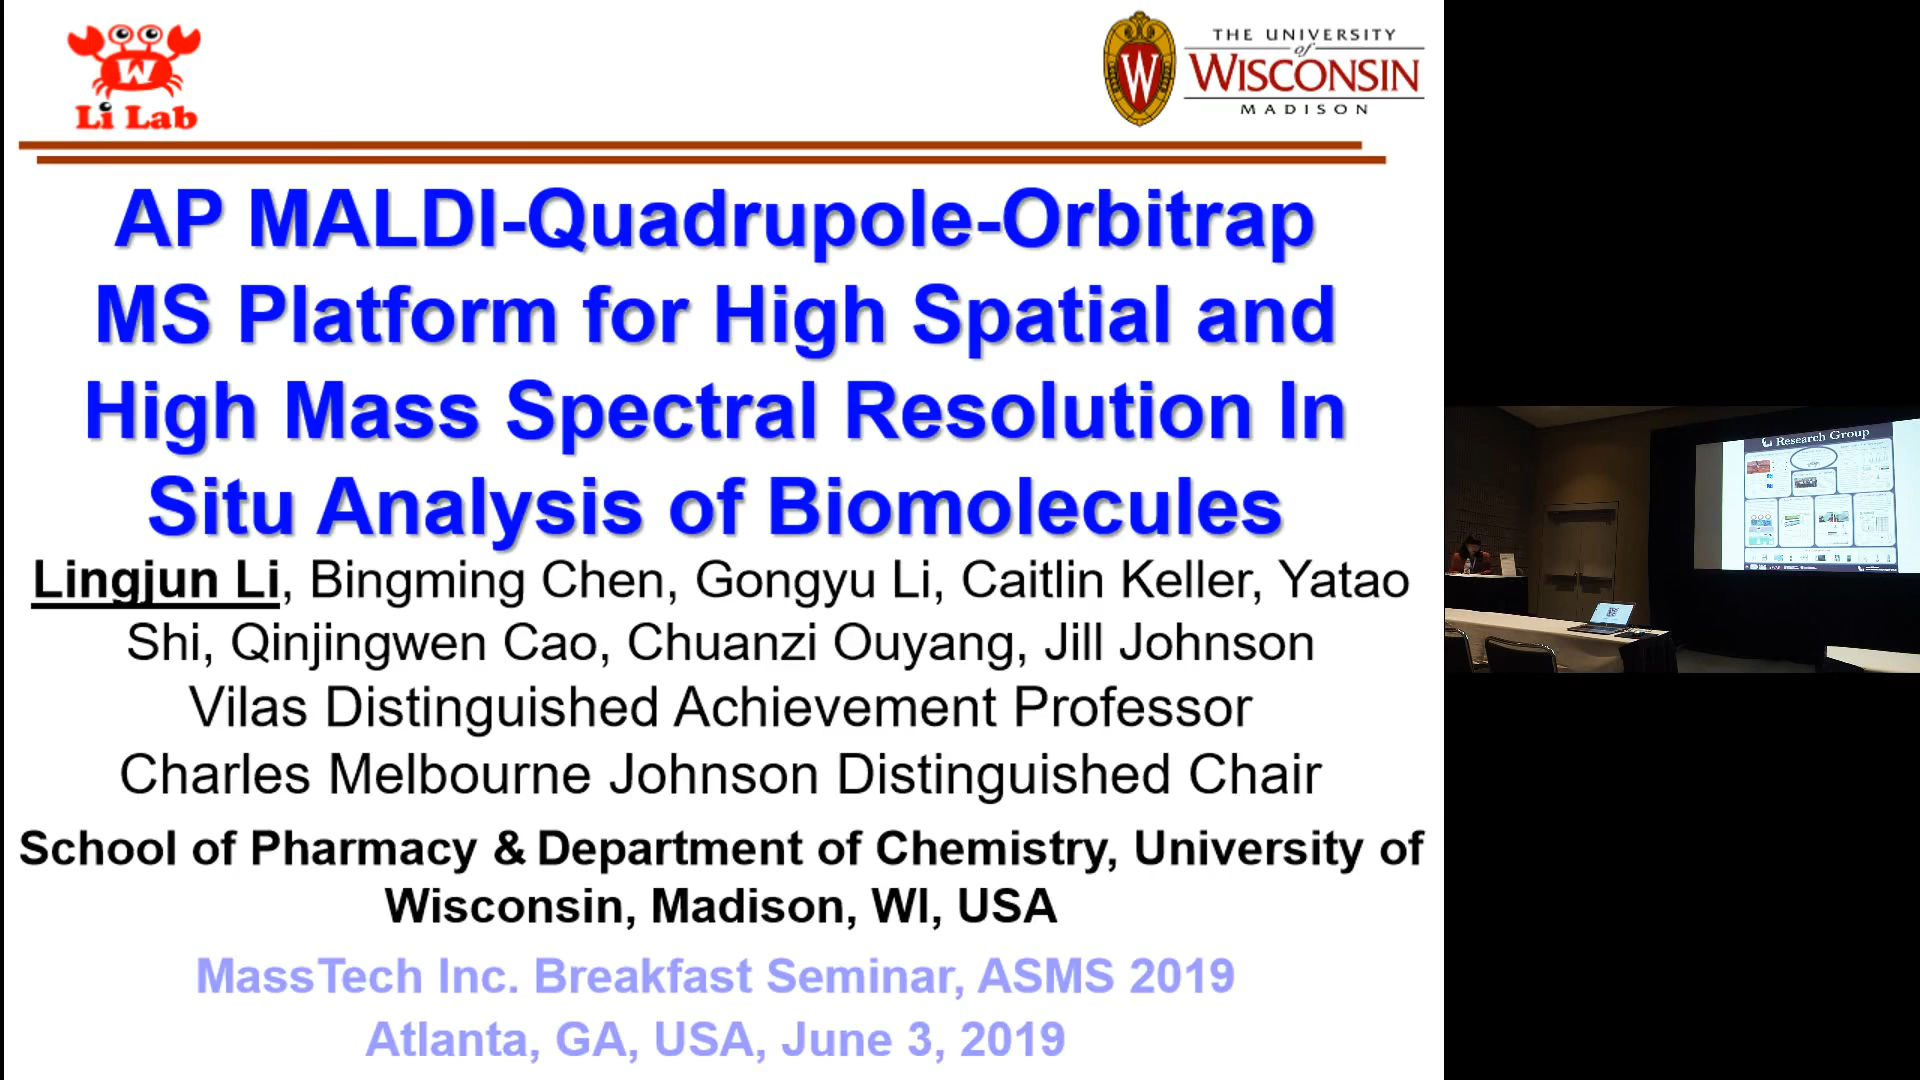 W
Li Lab
W
THE UNIVERSITY
of
WISCONSIN
MADISON
AP MALDI-Quadrupole-Orbitrap
MS Platform for High Spatial and
High Mass Spectral Resolution In
Situ Analysis of Biomolecules
Lingjun Li, Bingming Chen, Gongyu Li, Caitlin Keller, Yatao
Shi, Qinjingwen Cao, Chuanzi Ouyang, Jill Johnson
Vilas Distinguished Achievement Professor
Charles Melbourne Johnson Distinguished Chair
School of Pharmacy & Department of Chemistry, University of
Wisconsin, Madison, WI, USA
MassTech Inc. Breakfast Seminar, ASMS 2019
Atlanta, GA, USA, June 3, 2019
Research Group